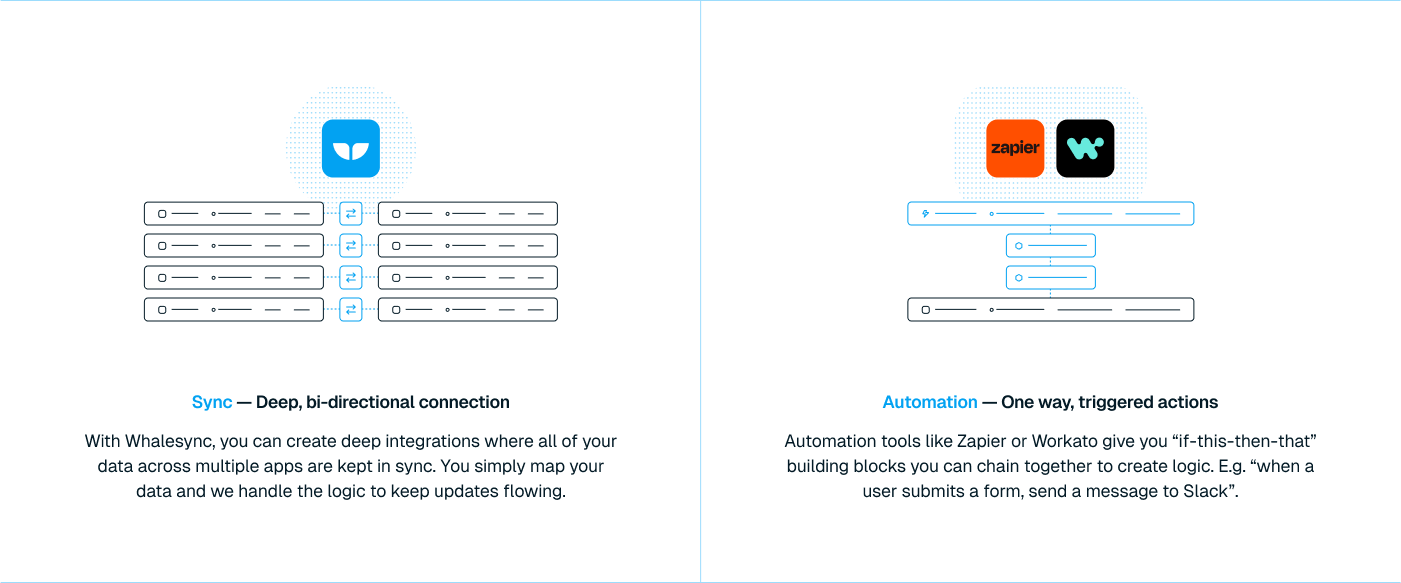 zapier
Sync — Deep, bi-directional connection
With Whalesync, you can create deep integrations where all of your
data across multiple apps are kept in sync. You simply map your
data and we handle the logic to keep updates flowing.
Automation — One way, triggered actions
Automation tools like Zapier or Workato give you “if-this-then-that”
building blocks you can chain together to create logic. E.g. “when a
user submits a form, send a message to Slack”.